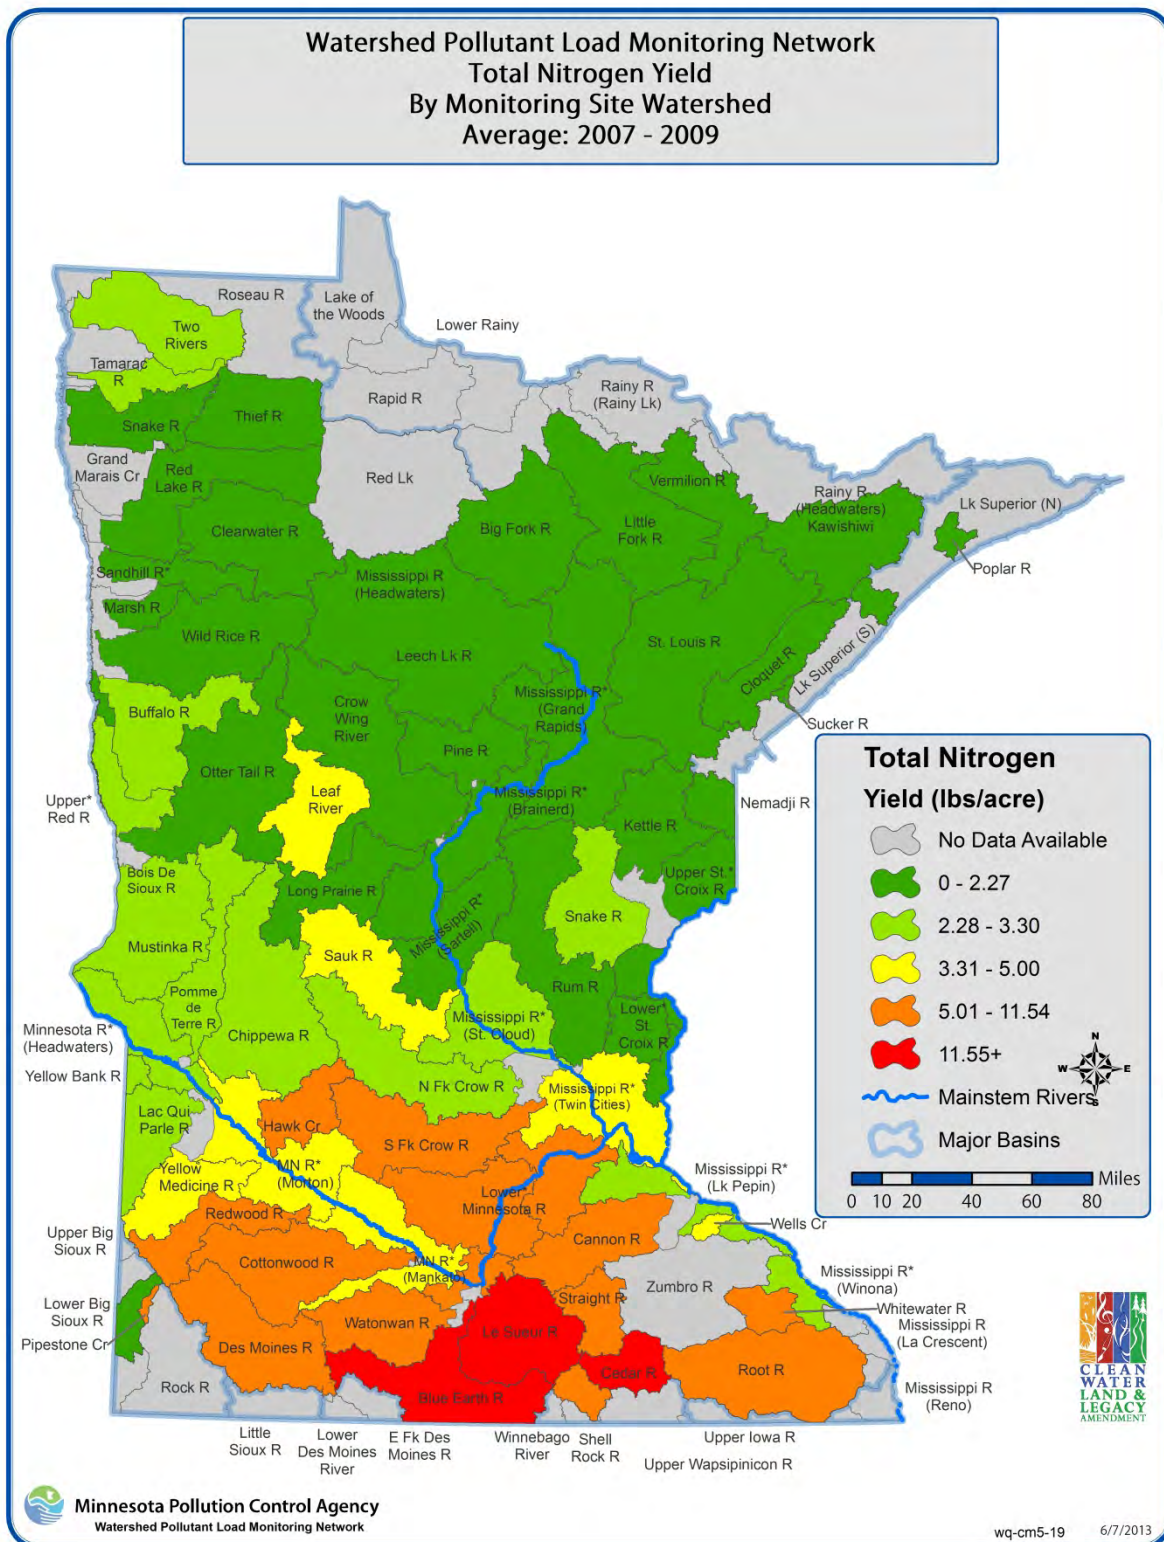 Watershed Pollutant Load Monitoring Network
Total Nitrogen Yield
By Monitoring Site Watershed
Average: 2007 - 2009
Roseau R
Lake of
the Woods
Lower Rainy
Two
Rivers
Tamarac
R
Rapid R
Rainy R
(Rainy Lk)
Snake R
Thief R
Grand
Marais Cr
Red
Lake R
Red Lk
Vermilion R
Rainy R
(Headwaters)
Kawishiwi
Lk Superior (N)
Clearwater R
Big Fork R
Little
Fork R
Poplar R
Sandhill R*
Mississippi R
(Headwaters)
Marsh R
Wild Rice R
Leech Lk R
St. Louis R
Cloquet R
Lk Superior (S)
Buffalo R
Crow
Wing
River
Mississippi R*
(Grand
Rapids)
Sucker R
Pine R
Otter Tail R
Leaf
River
Mississippi R*
(Brainerd)
Upper*
Red R
Nemadji R
Kettle R
Bois De
Sioux R
Long Prairie R
Upper St.*
Croix R
Mississippi R*
(Sartell)
Snake R
Mustinka R
Sauk R
Rum R
Pomme
de
Terre R
Chippewa R
Mississippi R*
(St. Cloud)
Lower*
St.
Croix R
Minnesota R*
(Headwaters)
Yellow Bank R
N Fk Crow R
Mississippi R*
(Twin Cities)
Lac Qui
Parle R
Hawk Cr
S Fk Crow R
Yellow
Medicine R
MN R*
(Morton)
Mississippi R*
(Lk Pepin)
Redwood R
Lower*
Minnesota R
Wells Cr
Upper Big
Sioux R
Cottonwood R
MN R*
(Mankato)
Cannon R
Zumbro R
Mississippi R*
(Winona)
Lower Big
Sioux R
Pipestone Cr
Straight R
Whitewater R
Mississippi R
(La Crescent)
Watonwan R
Le Sueur R
Des Moines R
Cedar R
Root R
Rock R
Blue Earth R
Mississippi R
(Reno)
Little
Sioux R
Lower
Des Moines
River
E Fk Des
Moines R
Winnebago
River
Shell
Rock R
Upper Iowa R
Upper Wapsipinicon R
Total Nitrogen
Yield (lbs/acre)
No Data Available
0 - 2.27
2.28 - 3.30
3.31 - 5.00
5.01 - 11.54
11.55+
Mainstem Rivers
Major Basins
N
W E
S
0 10 20 40 60 80 Miles
CLEAN
WATER
LAND &
LEGACY
AMENDMENT
Minnesota Pollution Control Agency
Watershed Pollutant Load Monitoring Network
wq-cm5-19 6/7/2013